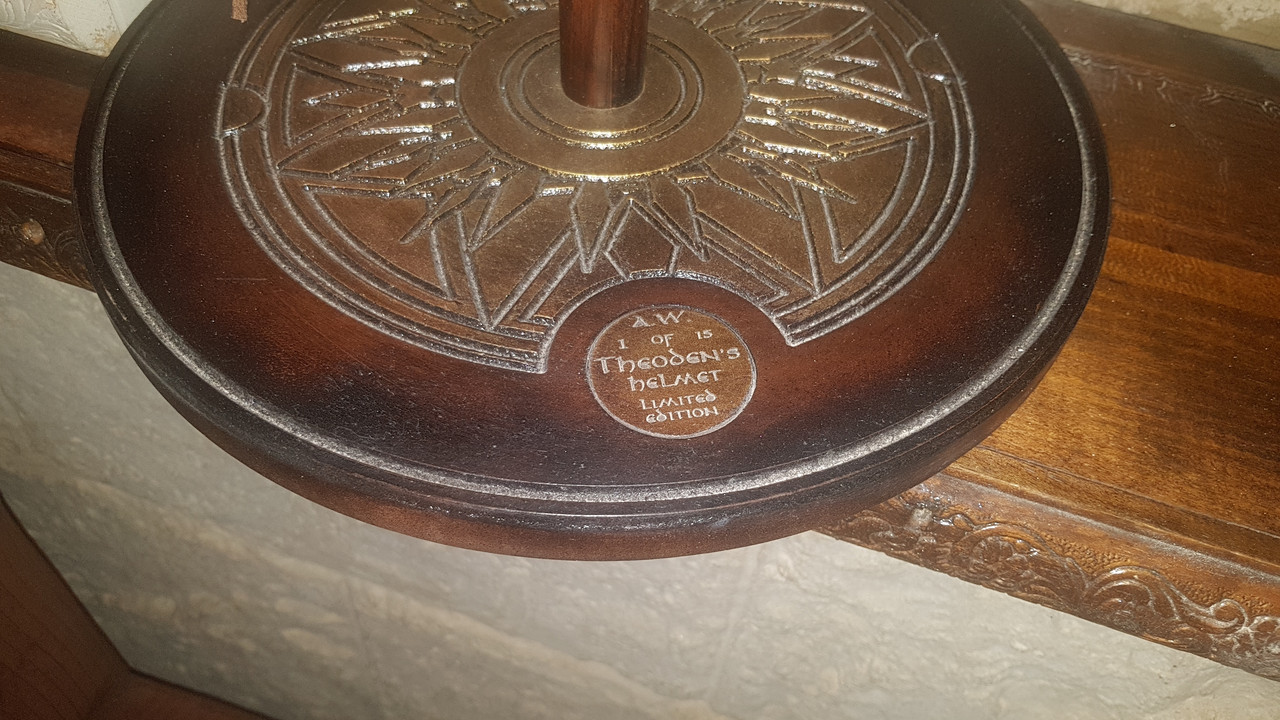 A.W
1 OF 15
THEODEN'S
HELMET
LIMITED
EDITION